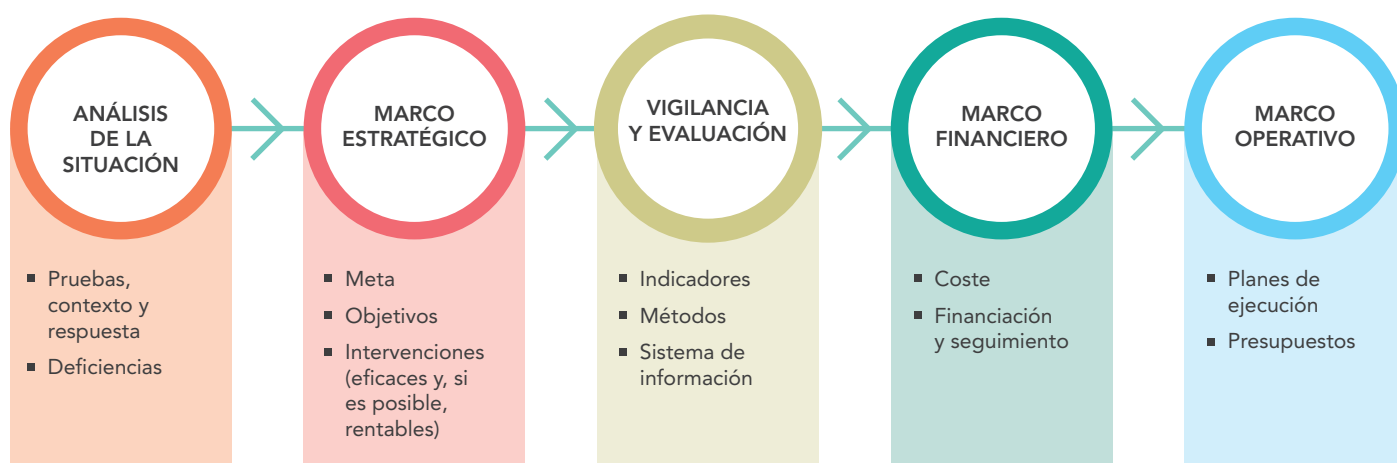 ANÁLISIS
DE LA
SITUACIÓN
■ Pruebas,
contexto y
respuesta
■ Deficiencias
MARCO
ESTRATÉGICO
■ Meta
■ Objetivos
■ Intervenciones
(eficaces y, si
es posible,
rentables)
VIGILANCIA
Y EVALUACIÓN
■ Indicadores
■ Métodos
■ Sistema de
información
MARCO
FINANCIERO
■ Coste
■ Financiación
y seguimiento
MARCO
OPERATIVO
■ Planes de
ejecución
■ Presupuestos